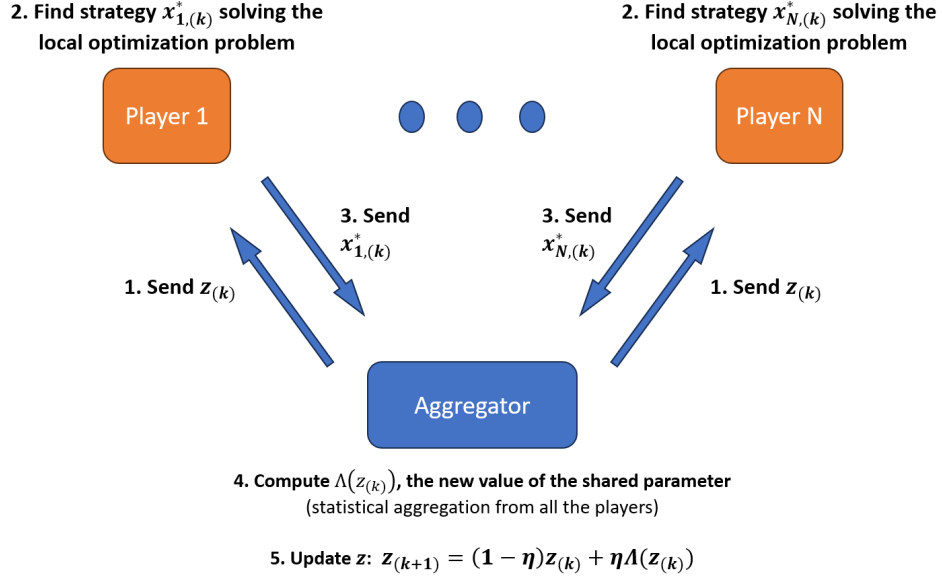 2. Find strategy x*1,(k) solving the
local optimization problem
2. Find strategy x*N,(k) solving the
local optimization problem
Player 1
Player N
3. Send
x*1,(k)
3. Send
x*N,(k)
1. Send z(k)
1. Send z(k)
Aggregator
4. Compute Λ(z(k)), the new value of the shared parameter
(statistical aggregation from all the players)
5. Update z: z(k+1) = (1 − η)z(k) + ηΛ(z(k))